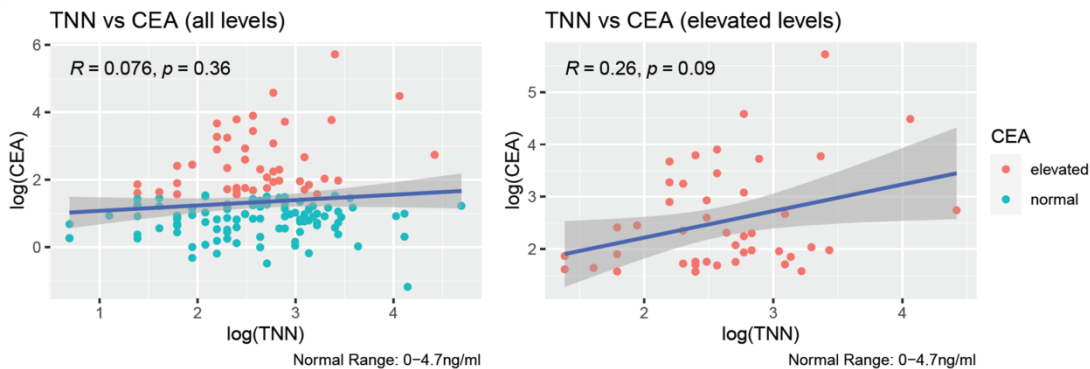 TNN vs CEA (all levels)
R = 0.076, p = 0.36
6
4
2
0
log(CEA)
1
2
3
4
log(TNN)
Normal Range: 0−4.7ng/ml
TNN vs CEA (elevated levels)
R = 0.26, p = 0.09
5
4
3
2
log(CEA)
2
3
4
log(TNN)
Normal Range: 0−4.7ng/ml
CEA
elevated
normal